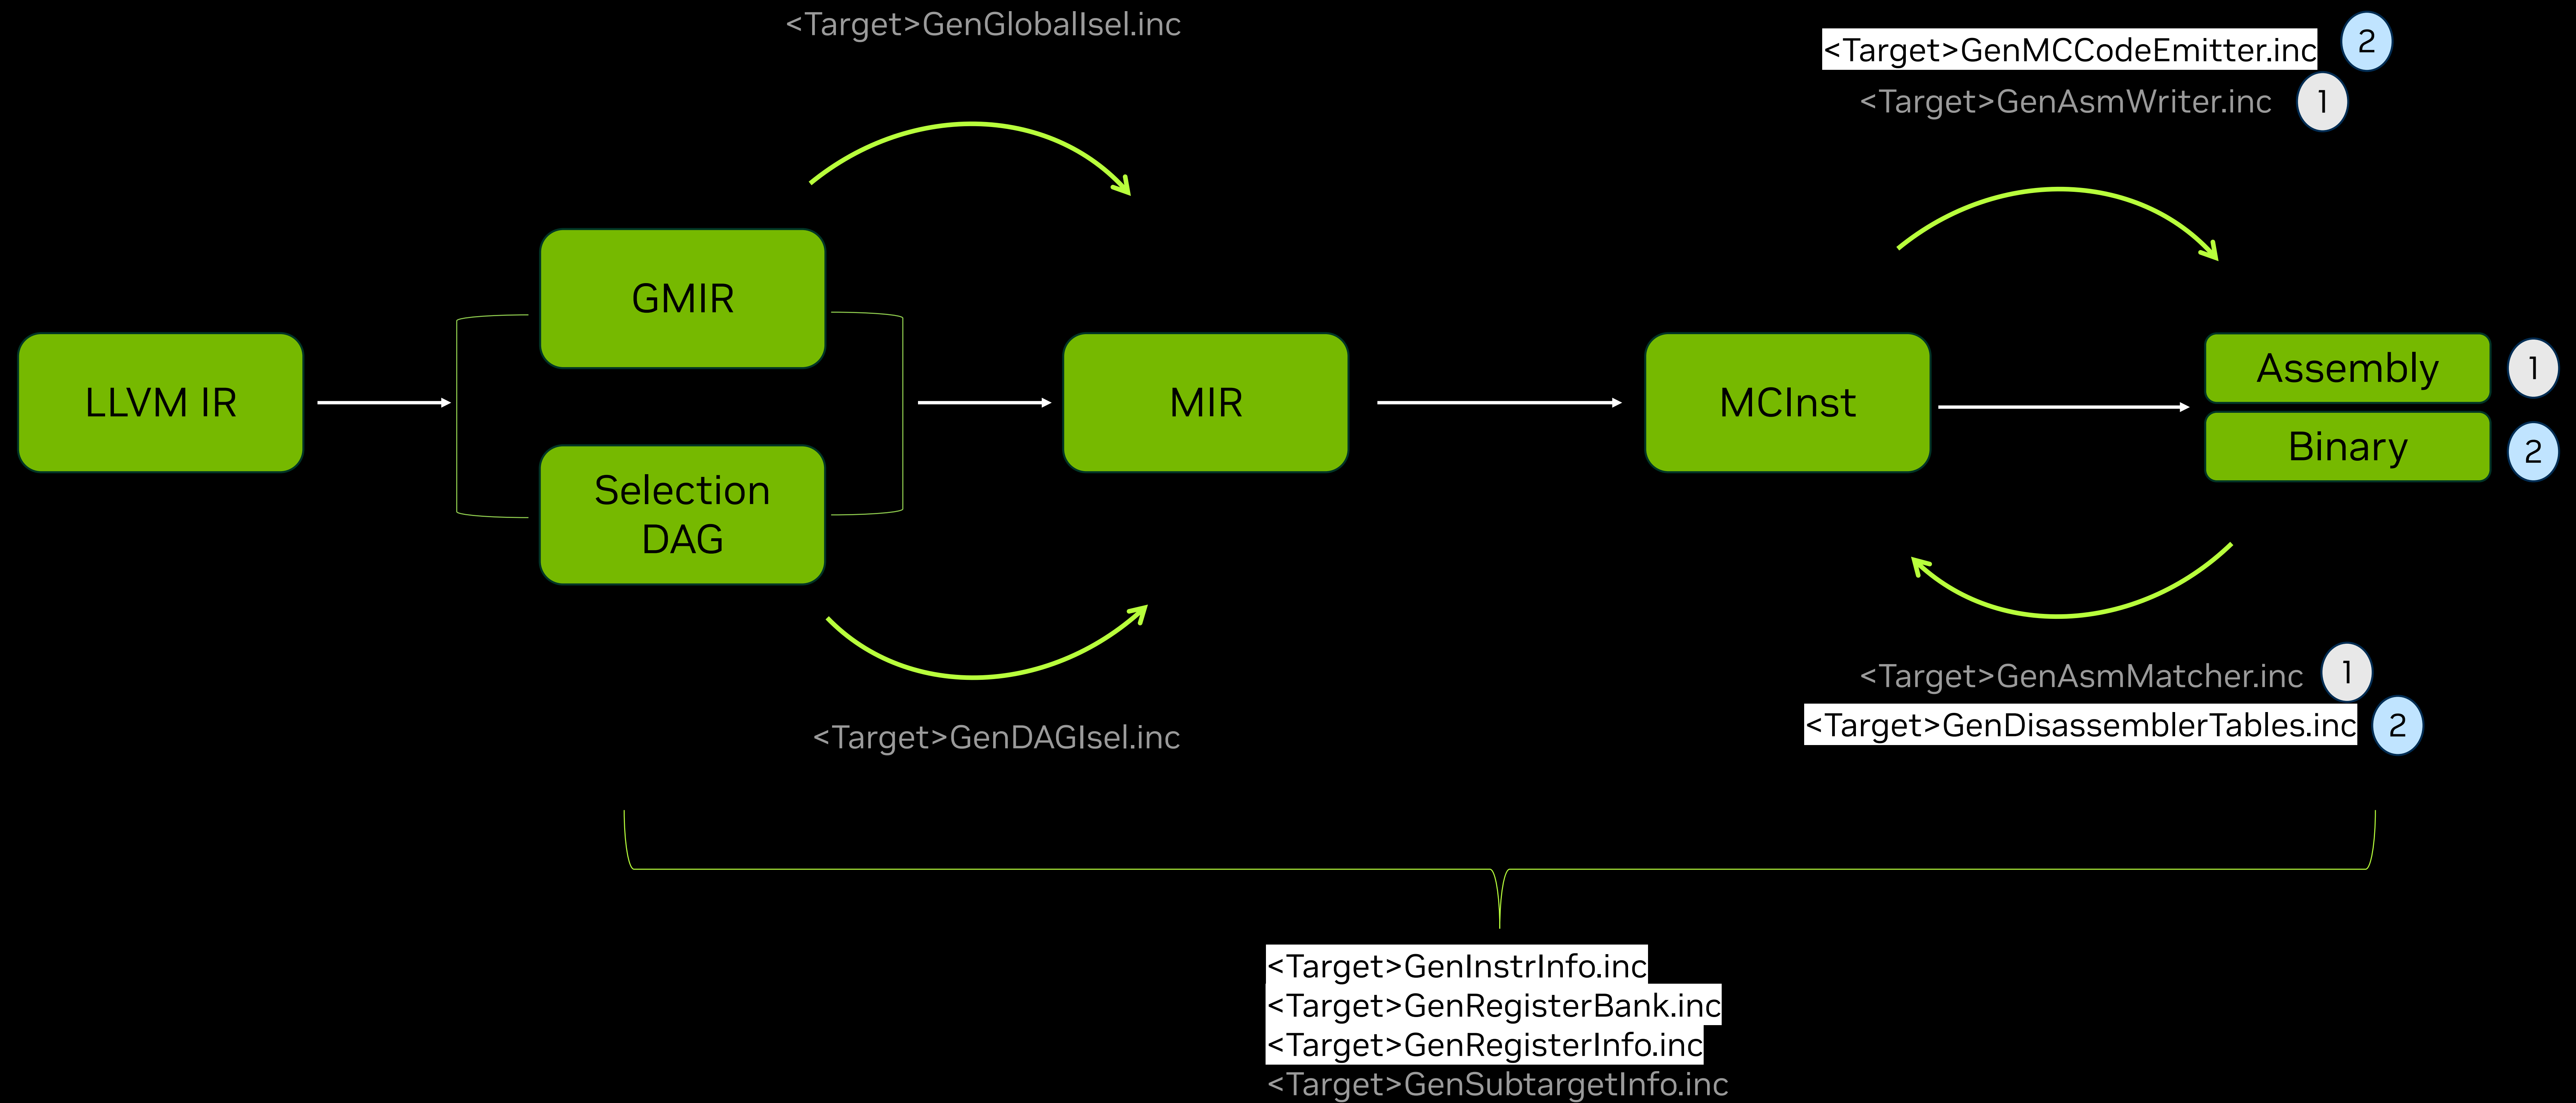 <Target>GenGlobalIsel.inc
<Target>GenMCCodeEmitter.inc
2
<Target>GenAsmWriter.inc
1
LLVM IR
GMIR
Selection
DAG
MIR
MCInst
Assembly
1
Binary
2
<Target>GenDAGIsel.inc
<Target>GenAsmMatcher.inc
1
<Target>GenDisassemblerTables.inc
2
<Target>GenInstrInfo.inc
<Target>GenRegisterBank.inc
<Target>GenRegisterInfo.inc
<Target>GenSubtargetInfo.inc